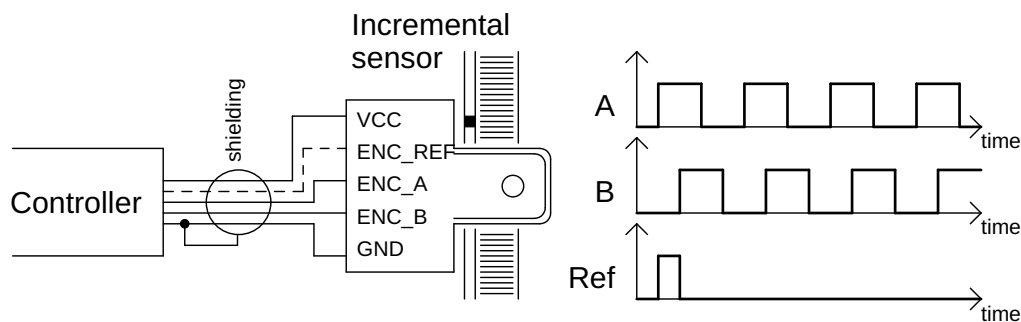 Incremental
sensor
shielding
Controller
VCC
ENC_REF
ENC_A
ENC_B
GND
A
time
B
time
Ref
time